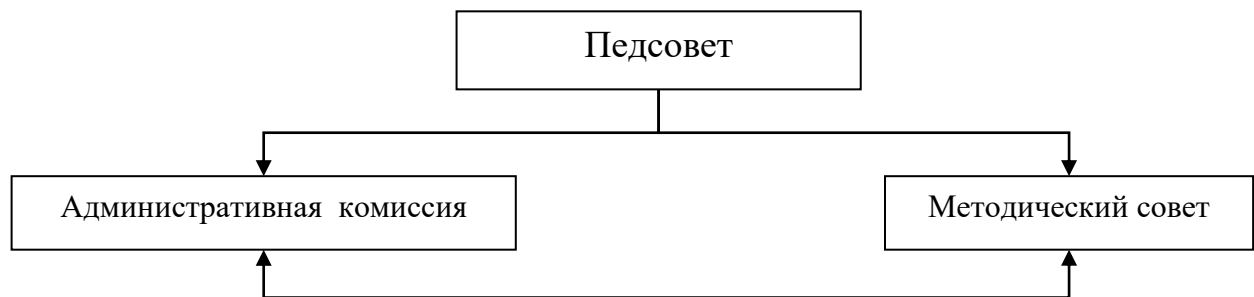 Педсовет
Административная комиссия
Методический совет